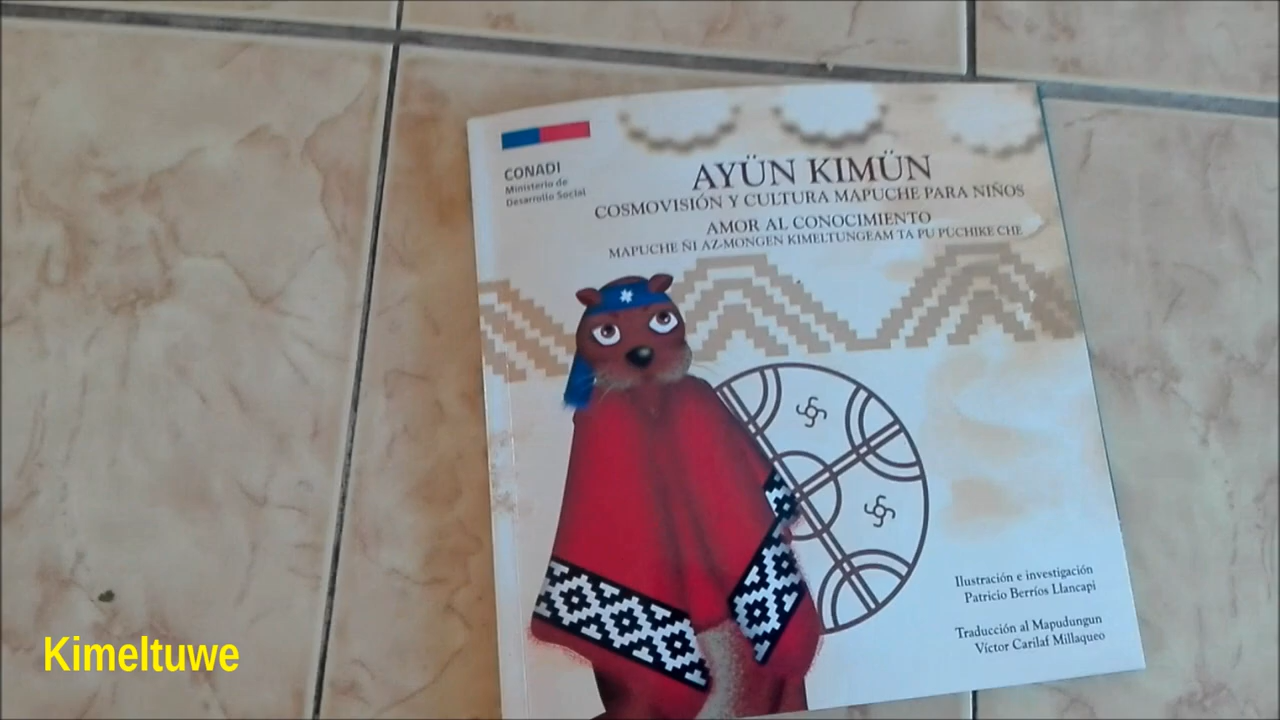 CONADI
Ministerio de
Desarrollo Social
AYÜN KIMÜN
COSMOVISIÓN Y CULTURA MAPUCHE PARA NIÑOS
AMOR AL CONOCIMIENTO
MAPUCHE ÑI AZ-MONGEN KIMELTUNGEAM TA PU PÜCHIKE CHE
Ilustración e investigación
Patricio Berríos Llancapi
Traducción al Mapudungun
Víctor Carilaf Millaqueo
Kimeltuwe